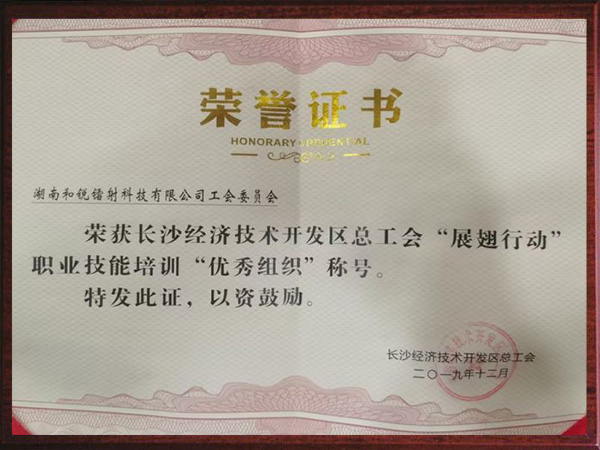 荣誉证书
HONORARY CREDENTIAL
湖南和锐镭射科技有限公司工会委员会
荣获长沙经济技术开发区总工会“展翅行动”
职业技能培训“优秀组织”称号。
特发此证，以资鼓励。
长沙经济技术开发区总工会
二〇一九年十二月